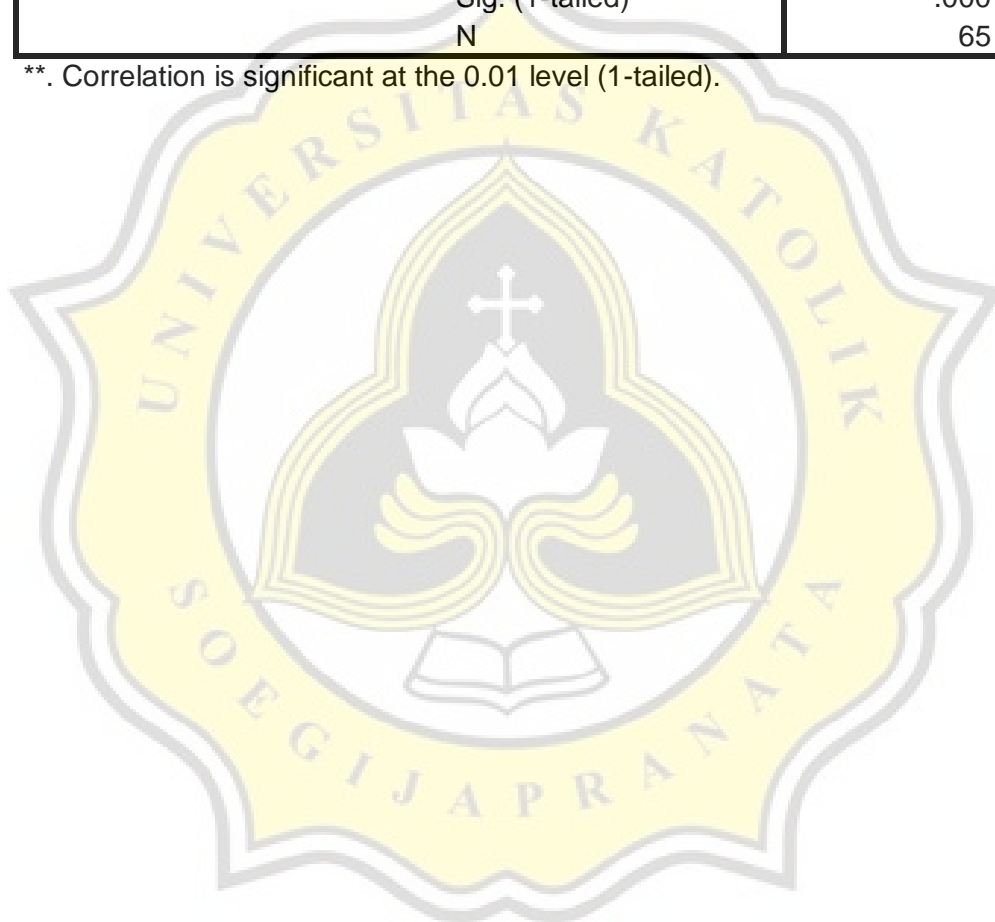 Sig. (1-tailed) .000
N 65
**. Correlation is significant at the 0.01 level (1-tailed).
UNIVERSITAS KATOLIK
SOEGIJAPRANATA